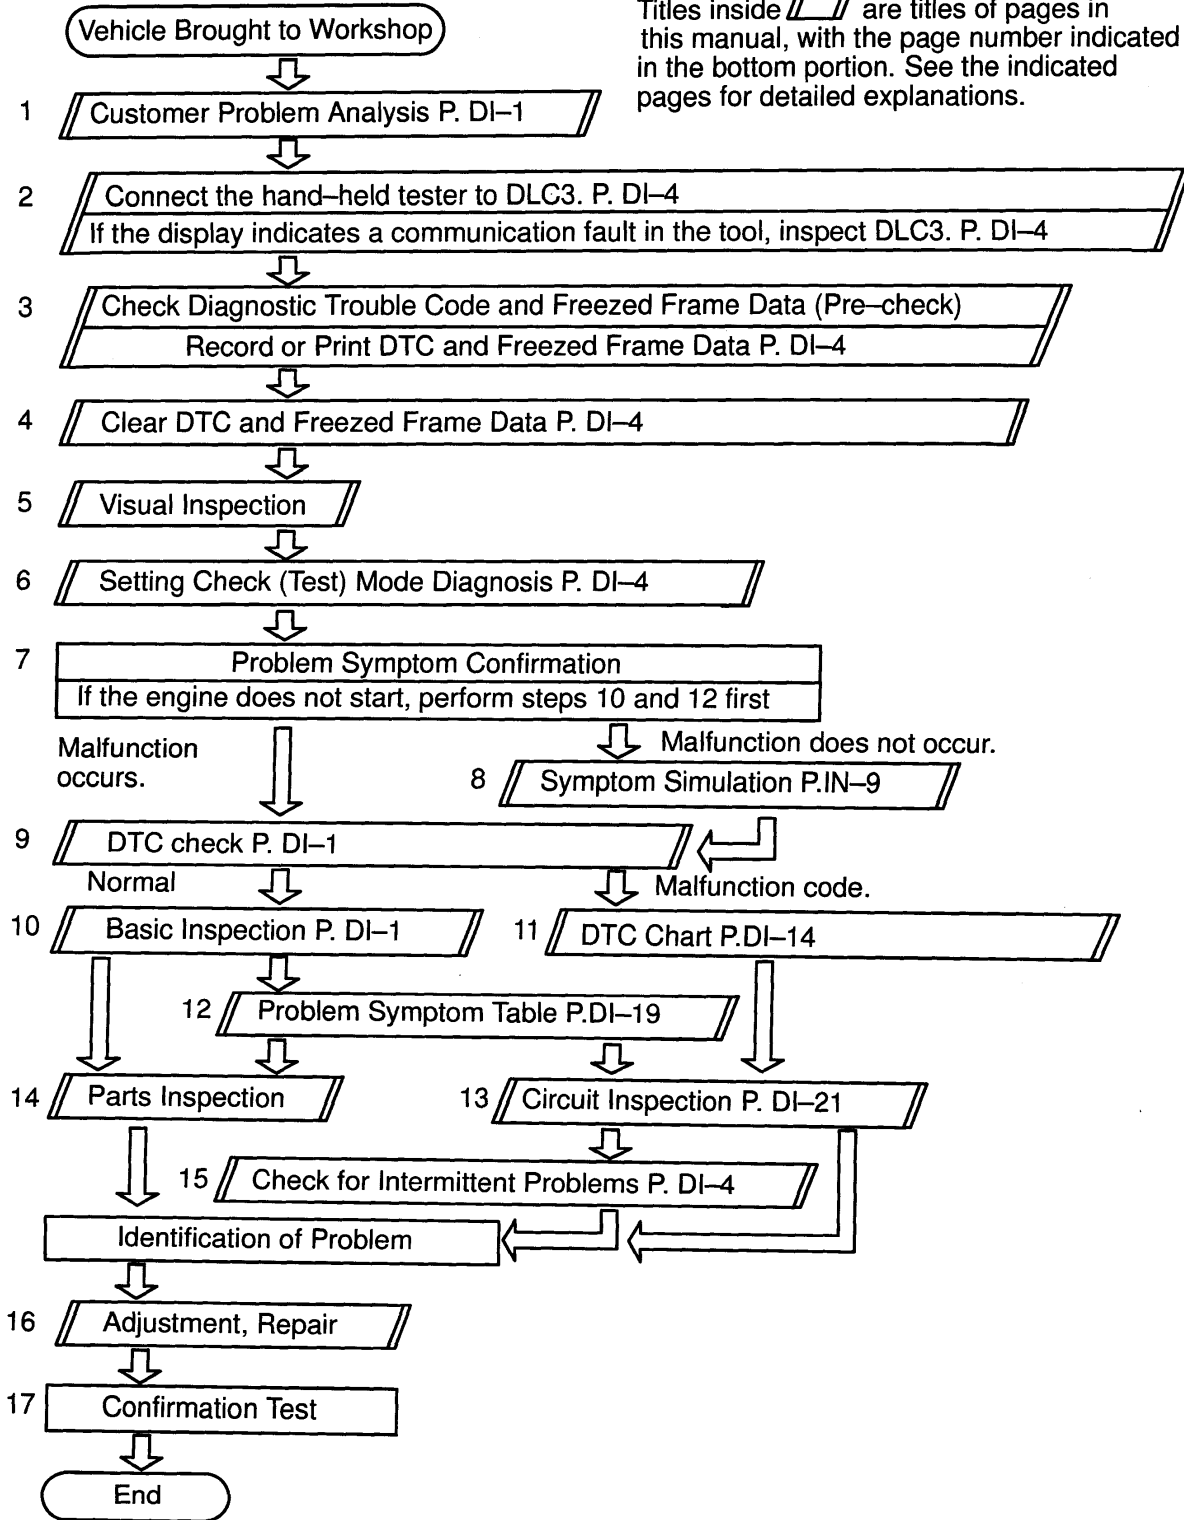 Titles inside are titles of pages in
this manual, with the page number indicated
in the bottom portion. See the indicated
pages for detailed explanations.
Vehicle Brought to Workshop
1 Customer Problem Analysis P. DI–1
2 Connect the hand–held tester to DLC3. P. DI–4
If the display indicates a communication fault in the tool, inspect DLC3. P. DI–4
3 Check Diagnostic Trouble Code and Freezed Frame Data (Pre–check)
Record or Print DTC and Freezed Frame Data P. DI–4
4 Clear DTC and Freezed Frame Data P. DI–4
5 Visual Inspection
6 Setting Check (Test) Mode Diagnosis P. DI–4
7 Problem Symptom Confirmation
If the engine does not start, perform steps 10 and 12 first
Malfunction
occurs.
Malfunction does not occur.
8 Symptom Simulation P.IN–9
9 DTC check P. DI–1
Normal
Malfunction code.
10 Basic Inspection P. DI–1
11 DTC Chart P.DI–14
12 Problem Symptom Table P.DI–19
14 Parts Inspection
13 Circuit Inspection P. DI–21
15 Check for Intermittent Problems P. DI–4
Identification of Problem
16 Adjustment, Repair
17 Confirmation Test
End